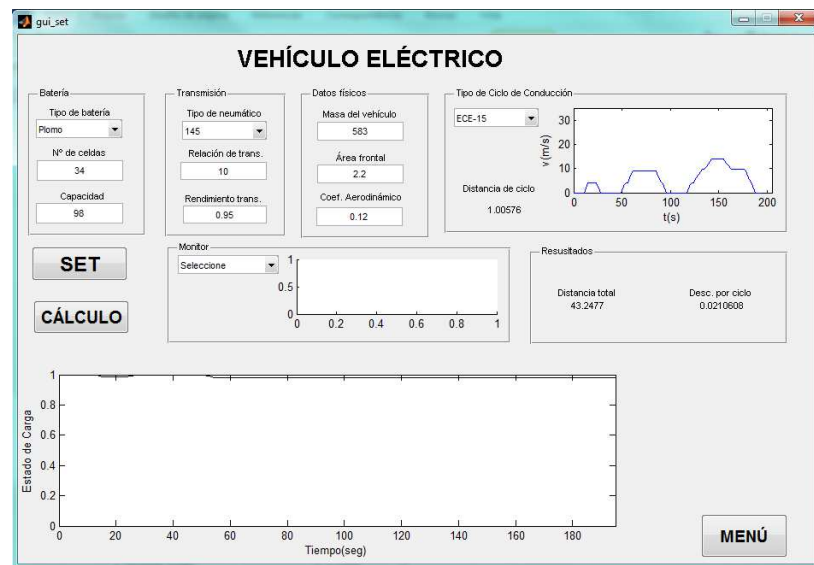 gui_set
VEHÍCULO ELÉCTRICO
Batería
Tipo de batería
Plomo
Nº de celdas
34
Capacidad
98
Transmisión
Tipo de neumático
145
Relación de trans.
10
Rendimiento trans.
0.95
Datos físicos
Masa del vehículo
583
Área frontal
2.2
Coef. Aerodinámico
0.12
Tipo de Ciclo de Conducción
ECE-15
Distancia de ciclo
1.00576
v(m/s)
30
20
10
0
0 50 100 150 200
t(s)
SET
CÁLCULO
Monitor
Seleccione
1
0.5
0
0 0.2 0.4 0.6 0.8 1
Resusltados
Distancia total
43.2477
Desc. por ciclo
0.0210608
Estado de Carga
1
0.8
0.6
0.4
0.2
0
0 20 40 60 80 100 120 140 160 180
Tiempo(seg)
MENÚ